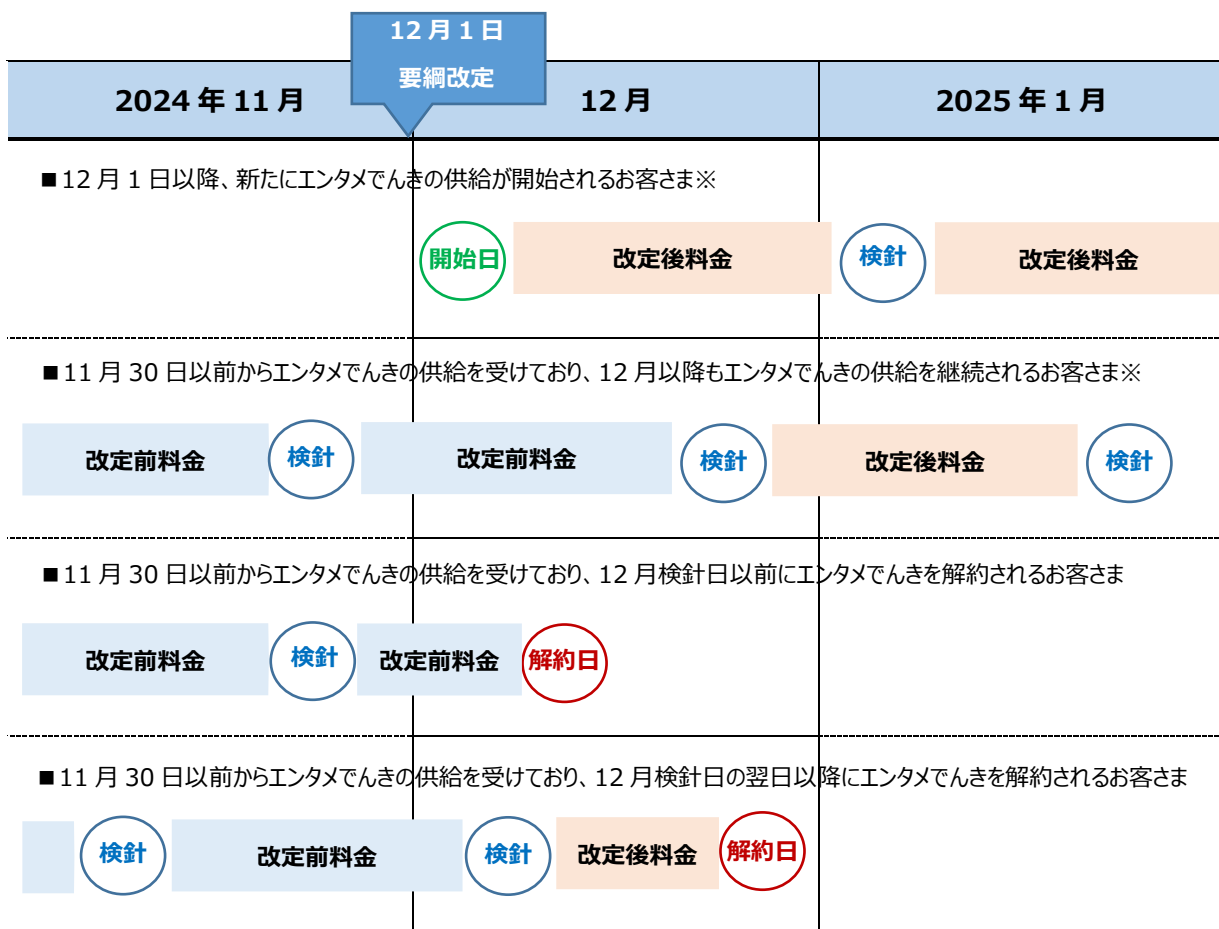 12月1日
要綱改定
2024年11月
12月
2025年1月
■12月1日以降、新たにエンタメでんきの供給が開始されるお客さま※
開始日
改定後料金
検針
改定後料金
■11月30日以前からエンタメでんきの供給を受けており、12月以降もエンタメでんきの供給を継続されるお客さま※
改定前料金
検針
改定前料金
検針
改定後料金
検針
■11月30日以前からエンタメでんきの供給を受けており、12月検針日以前にエンタメでんきを解約されるお客さま
改定前料金
検針
改定前料金
解約日
■11月30日以前からエンタメでんきの供給を受けており、12月検針日の翌日以降にエンタメでんきを解約されるお客さま
検針
改定前料金
検針
改定後料金
解約日